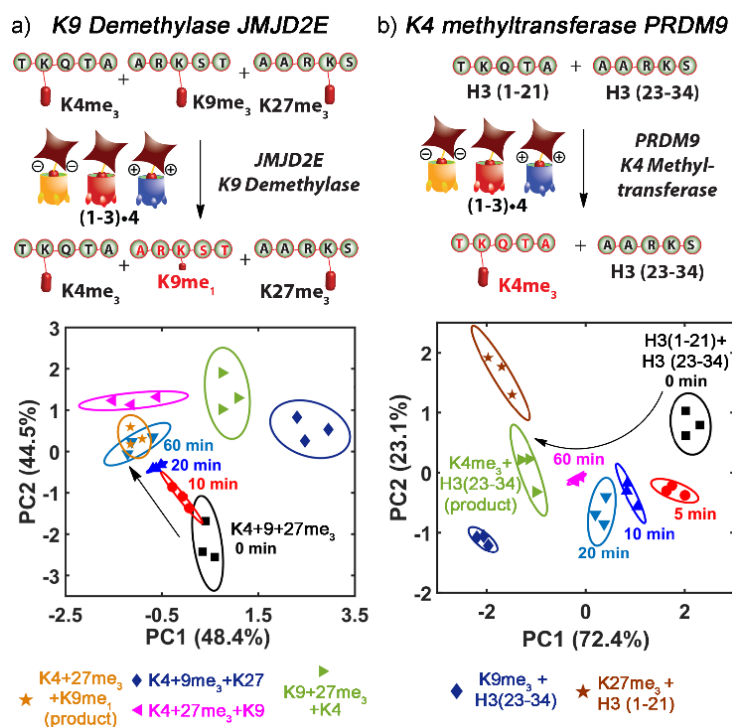 a) K9 Demethylase JMJD2E
T K Q T A + A R K S T + A A R K S
K4me3 K9me3 K27me3
JMJD2E
K9 Demethylase
(1-3)•4
T K Q T A + A R K S T + A A R K S
K4me3 K9me1 K27me3
PC2 (44.5%)
3
2
1
0
-1
-2
-3
60 min
20 min
10 min
K4+9+27me3
0 min
-2.5 -1.5 -0.5 0.5 1.5 2.5 3.5
PC1 (48.4%)
K4+27me3
+K9me1
(product)
K4+9me3+K27
K4+27me3+K9
K9+27me3
+K4
b) K4 methyltransferase PRDM9
T K Q T A + A A R K S
H3 (1-21) H3 (23-34)
PRDM9
K4 Methyl-
transferase
(1-3)•4
T K Q T A + A A R K S
K4me3 H3 (23-34)
PC2 (23.1%)
2
1
0
-1
-2
H3(1-21)+
H3 (23-34)
0 min
K4me3+
H3(23-34)
(product)
60 min
5 min
10 min
20 min
-2 0 2
PC1 (72.4%)
K9me3 +
H3(23-34)
K27me3 +
H3 (1-21)